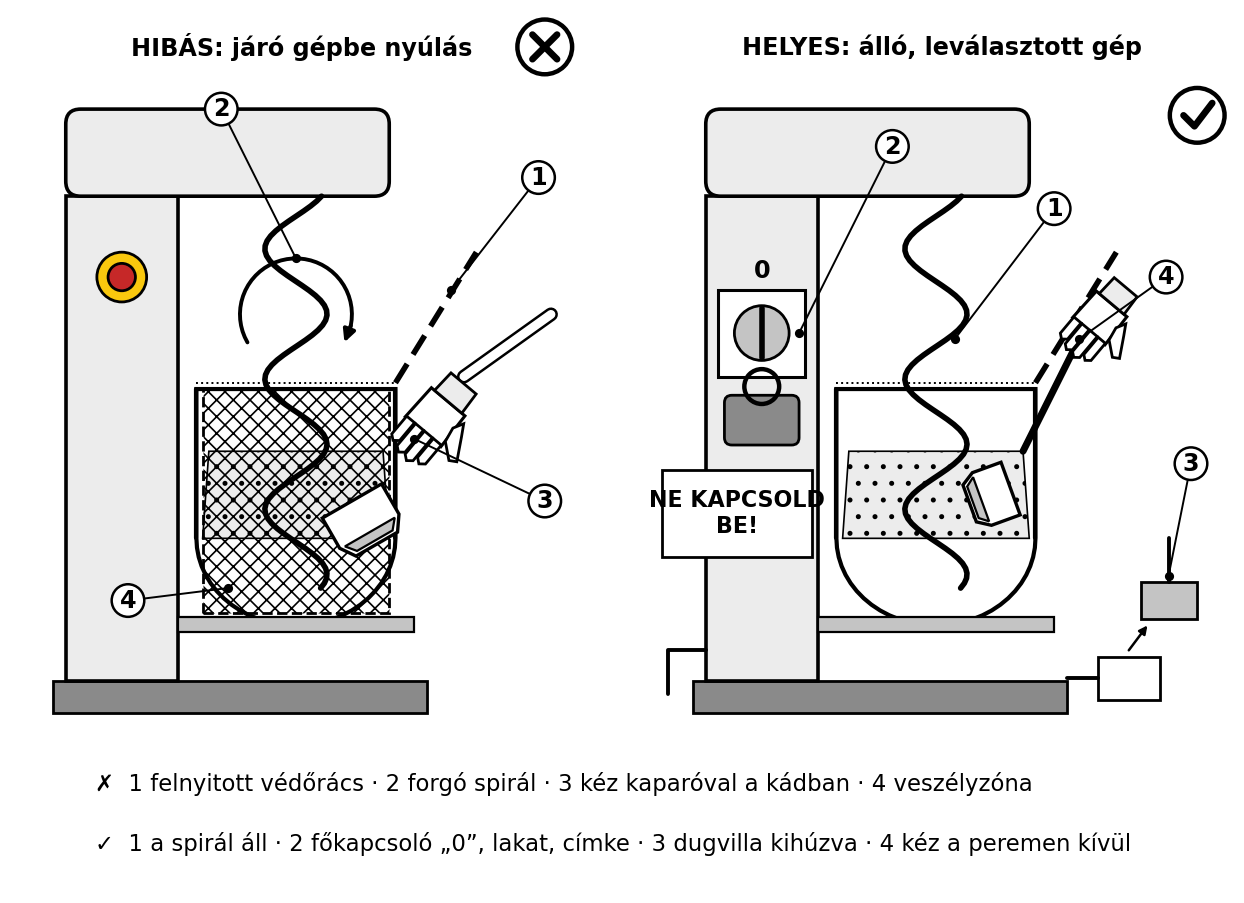 HIBÁS: járó gépbe nyúlás
HELYES: álló, leválasztott gép
2
1
3
4
2
1
4
0
3
NE KAPCSOLD
BE!
✗ 1 felnyitott védőrács · 2 forgó spirál · 3 kéz kaparóval a kádban · 4 veszélyzóna
✓ 1 a spirál áll · 2 főkapcsoló „0”, lakat, címke · 3 dugvilla kihúzva · 4 kéz a peremen kívül